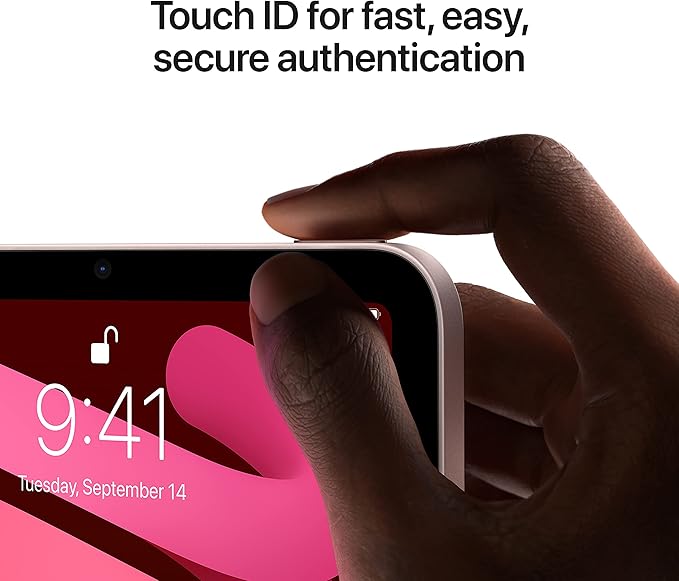 Touch ID for fast, easy,
secure authentication
9:41
Tuesday, September 14